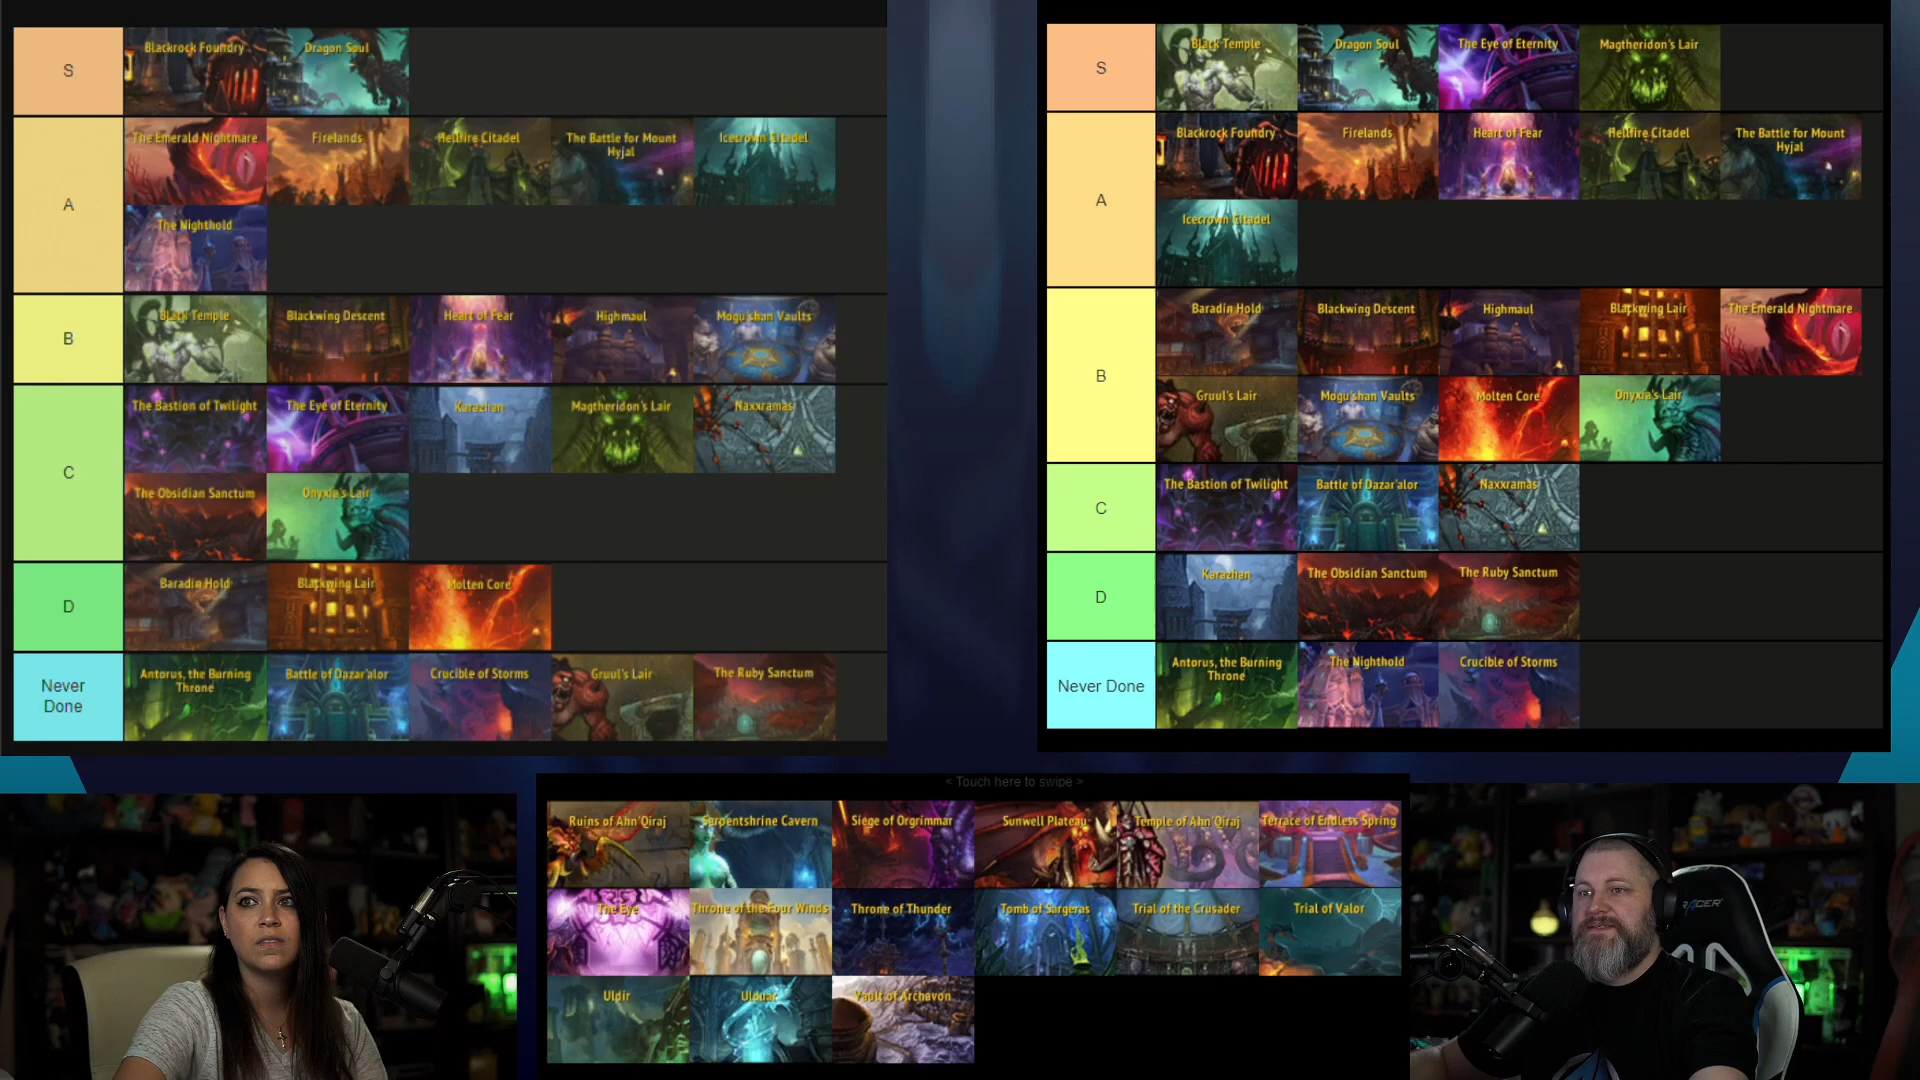 S
Blackrock Foundry
Dragon Soul
A
The Emerald Nightmare
Firelands
Hellfire Citadel
The Battle for Mount
Hyjal
Icecrown Citadel
The Nighthold
B
Black Temple
Blackwing Descent
Heart of Fear
Highmaul
Mogu'shan Vaults
C
The Bastion of Twilight
The Eye of Eternity
Karazhan
Magtheridon's Lair
Naxxramas
The Obsidian Sanctum
Onyxia's Lair
D
Baradin Hold
Blackwing Lair
Molten Core
Never
Done
Antorus, the Burning
Throne
Battle of Dazar'alor
Crucible of Storms
Gruul's Lair
The Ruby Sanctum
S
Black Temple
Dragon Soul
The Eye of Eternity
Magtheridon's Lair
A
Blackrock Foundry
Firelands
Heart of Fear
Hellfire Citadel
The Battle for Mount
Hyjal
Icecrown Citadel
B
Baradin Hold
Blackwing Descent
Highmaul
Blackwing Lair
The Emerald Nightmare
Gruul's Lair
Mogu'shan Vaults
Molten Core
Onyxia's Lair
C
The Bastion of Twilight
Battle of Dazar'alor
Naxxramas
D
Karazhan
The Obsidian Sanctum
The Ruby Sanctum
Never Done
Antorus, the Burning
Throne
The Nighthold
Crucible of Storms
< Touch here to swipe >
Ruins of Ahn'Qiraj
Serpentshrine Cavern
Siege of Orgrimmar
Sunwell Plateau
Temple of Ahn'Qiraj
Terrace of Endless Spring
The Eye
Throne of the Four Winds
Throne of Thunder
Tomb of Sargeras
Trial of the Crusader
Trial of Valor
Uldir
Ulduar
Vault of Archavon